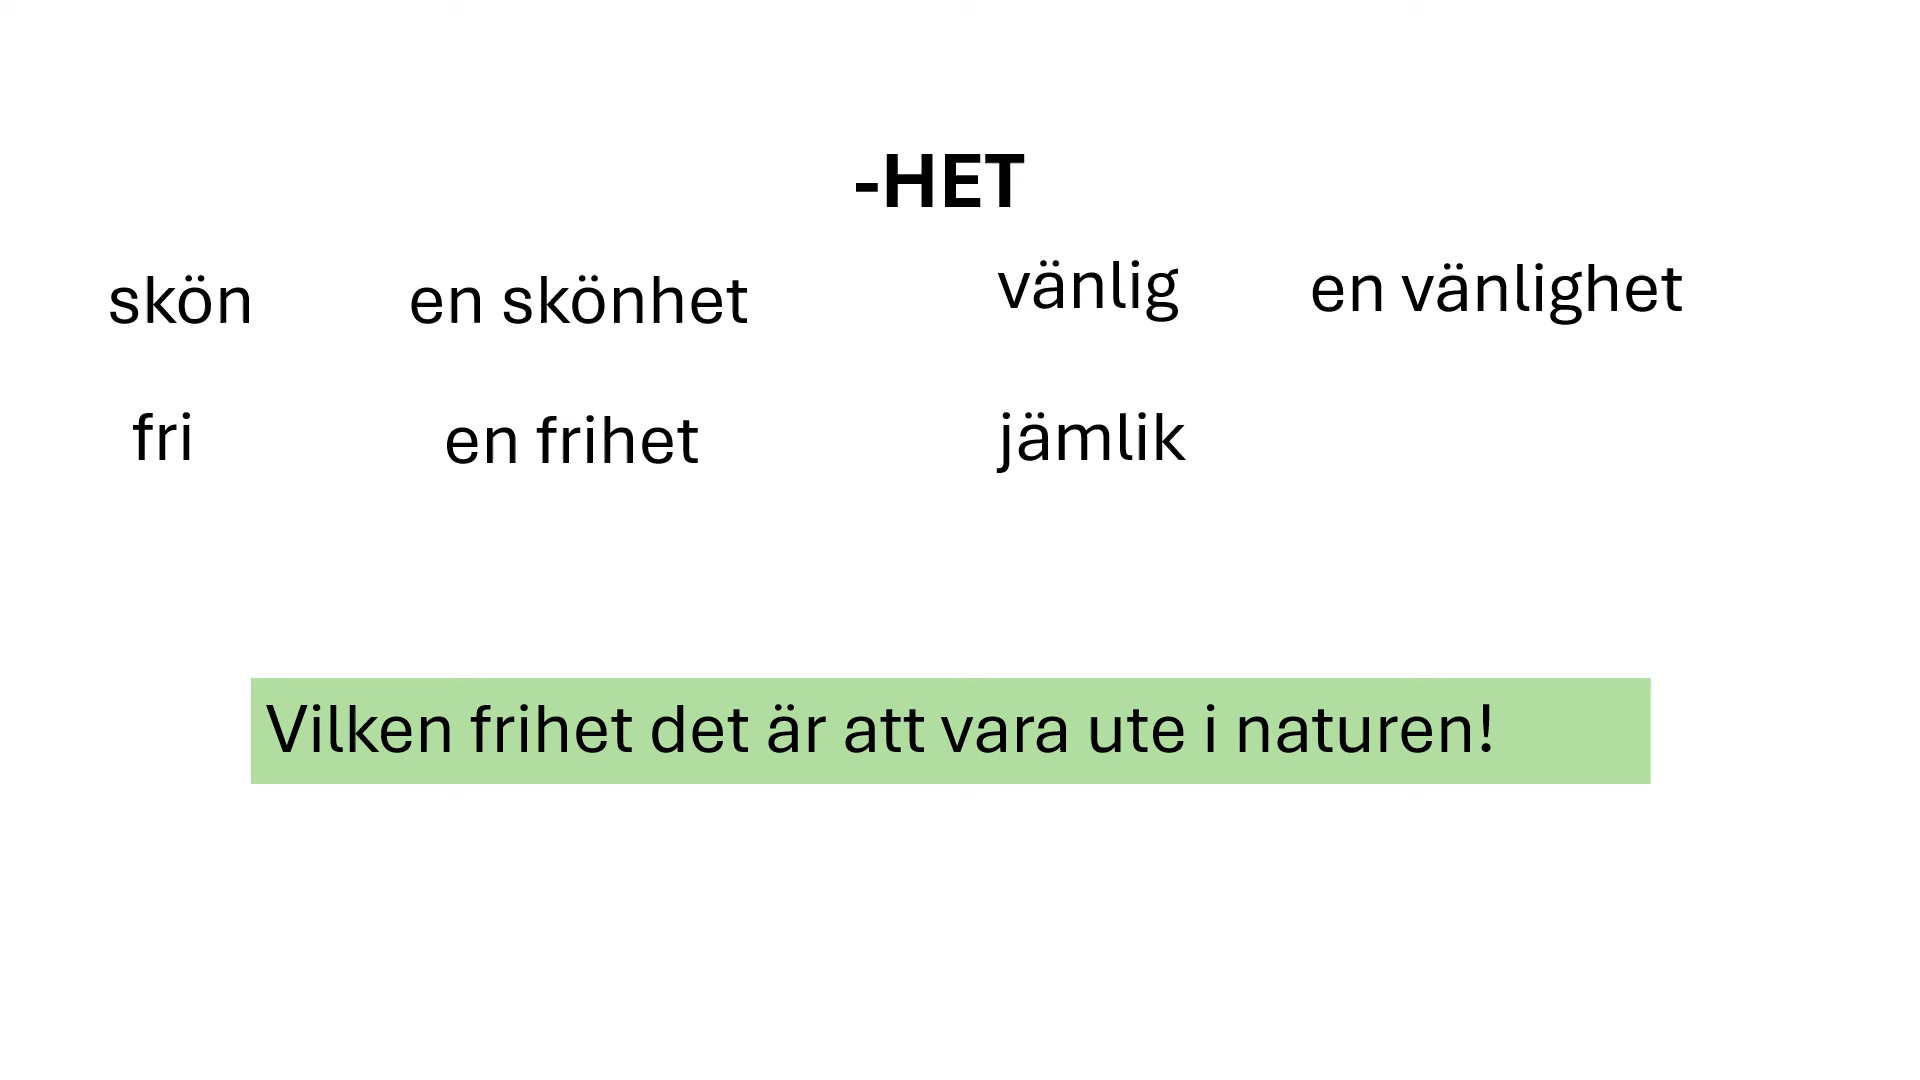 -HET
skön en skönhet vänlig en vänlighet
fri en frihet jämlik
Vilken frihet det är att vara ute i naturen!